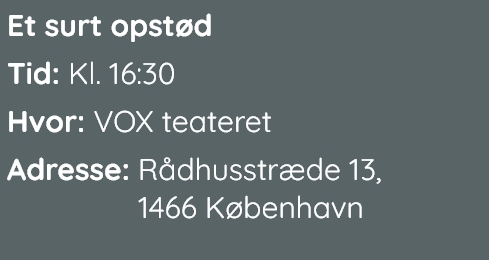 Et surt opstød
Tid: Kl. 16:30
Hvor: VOX teateret
Adresse: Rådhusstræde 13,
1466 København